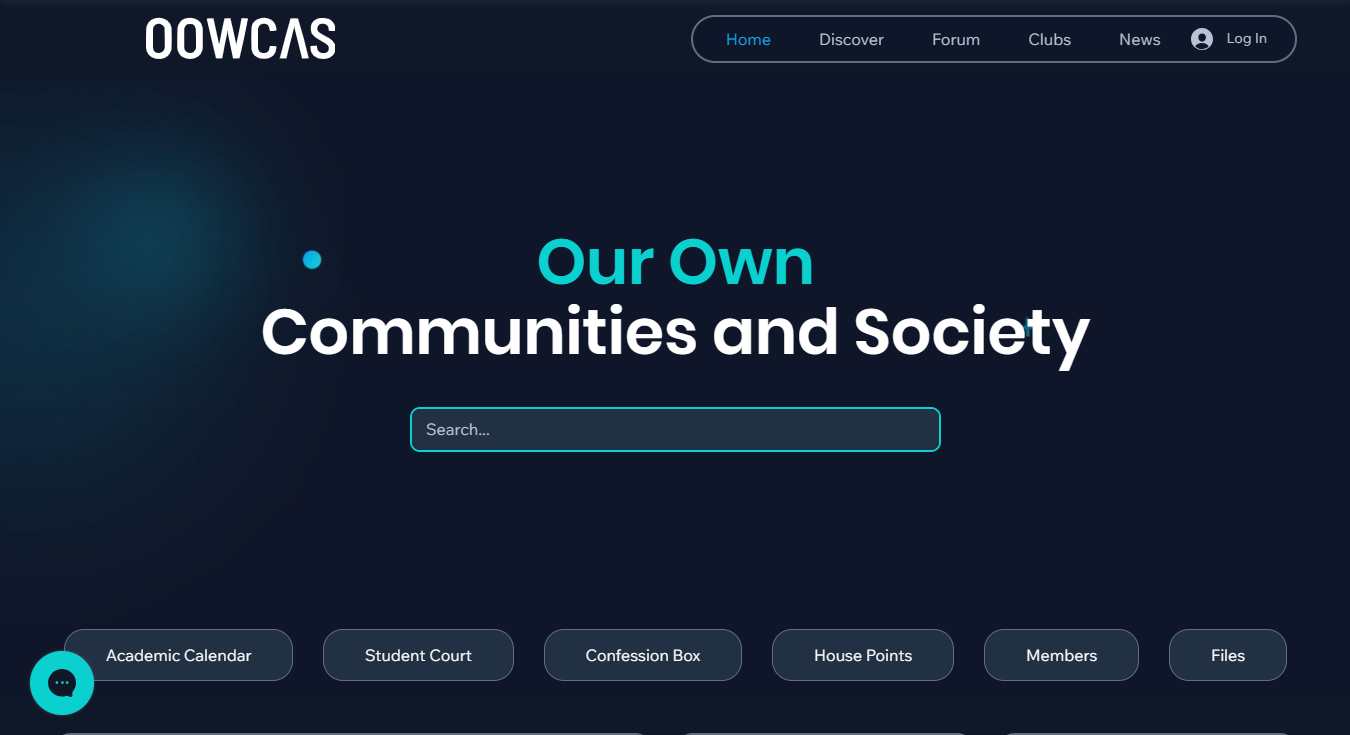 OOWCAS
Home Discover Forum Clubs News Log In
Our Own
Communities and Society
Search...
Academic Calendar Student Court Confession Box House Points Members Files